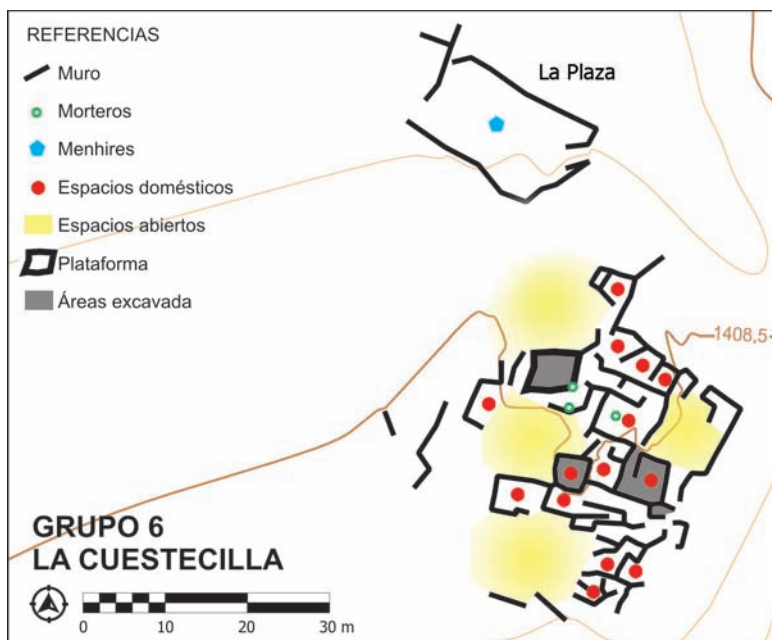 REFERENCIAS
Muro
Morteros
Menhires
Espacios domésticos
Espacios abiertos
Plataforma
Áreas excavada
La Plaza
1408,5
GRUPO 6
LA CUESTECILLA
0 10 20 30 m